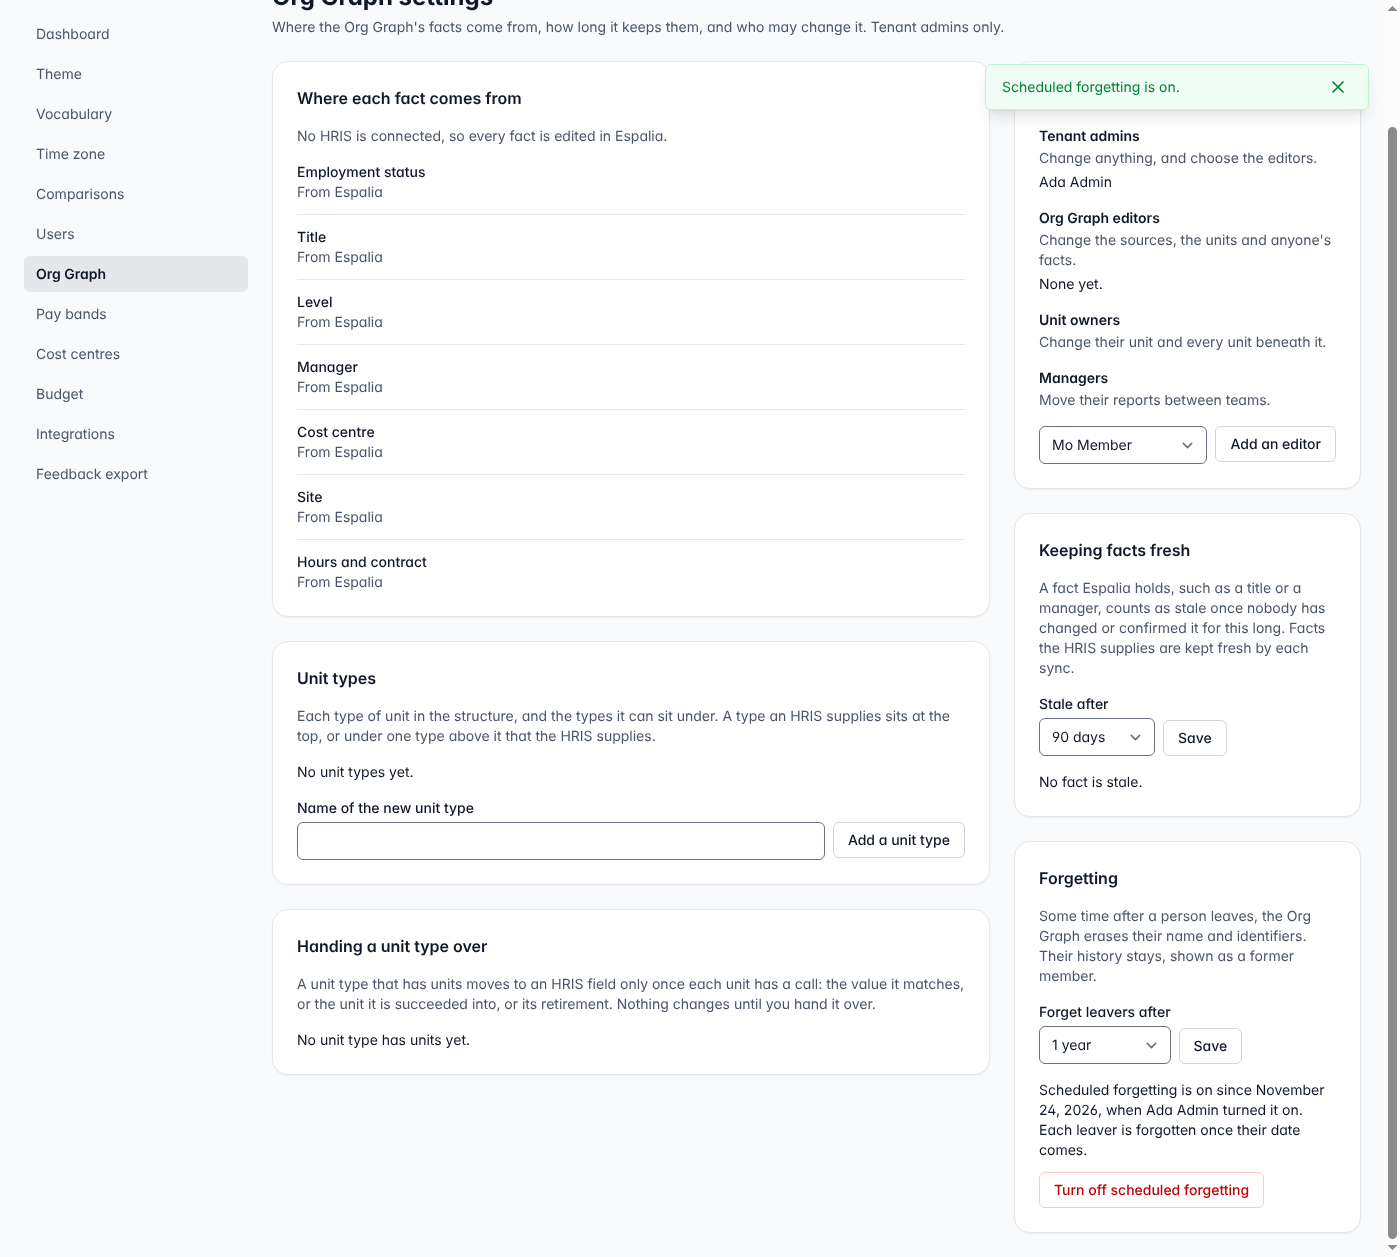 Dashboard
Theme
Vocabulary
Time zone
Comparisons
Users
Org Graph
Pay bands
Cost centres
Budget
Integrations
Feedback export
Org Graph settings
Where the Org Graph's facts come from, how long it keeps them, and who may change it. Tenant admins only.
Where each fact comes from
No HRIS is connected, so every fact is edited in Espalia.
Employment status
From Espalia
Title
From Espalia
Level
From Espalia
Manager
From Espalia
Cost centre
From Espalia
Site
From Espalia
Hours and contract
From Espalia
Unit types
Each type of unit in the structure, and the types it can sit under. A type an HRIS supplies sits at the
top, or under one type above it that the HRIS supplies.
No unit types yet.
Name of the new unit type
Add a unit type
Handing a unit type over
A unit type that has units moves to an HRIS field only once each unit has a call: the value it matches,
or the unit it is succeeded into, or its retirement. Nothing changes until you hand it over.
No unit type has units yet.
Scheduled forgetting is on.
Tenant admins
Change anything, and choose the editors.
Ada Admin
Org Graph editors
Change the sources, the units and anyone's
facts.
None yet.
Unit owners
Change their unit and every unit beneath it.
Managers
Move their reports between teams.
Mo Member
Add an editor
Keeping facts fresh
A fact Espalia holds, such as a title or a
manager, counts as stale once nobody has
changed or confirmed it for this long. Facts
the HRIS supplies are kept fresh by each
sync.
Stale after
90 days
Save
No fact is stale.
Forgetting
Some time after a person leaves, the Org
Graph erases their name and identifiers.
Their history stays, shown as a former
member.
Forget leavers after
1 year
Save
Scheduled forgetting is on since November
24, 2026, when Ada Admin turned it on.
Each leaver is forgotten once their date
comes.
Turn off scheduled forgetting